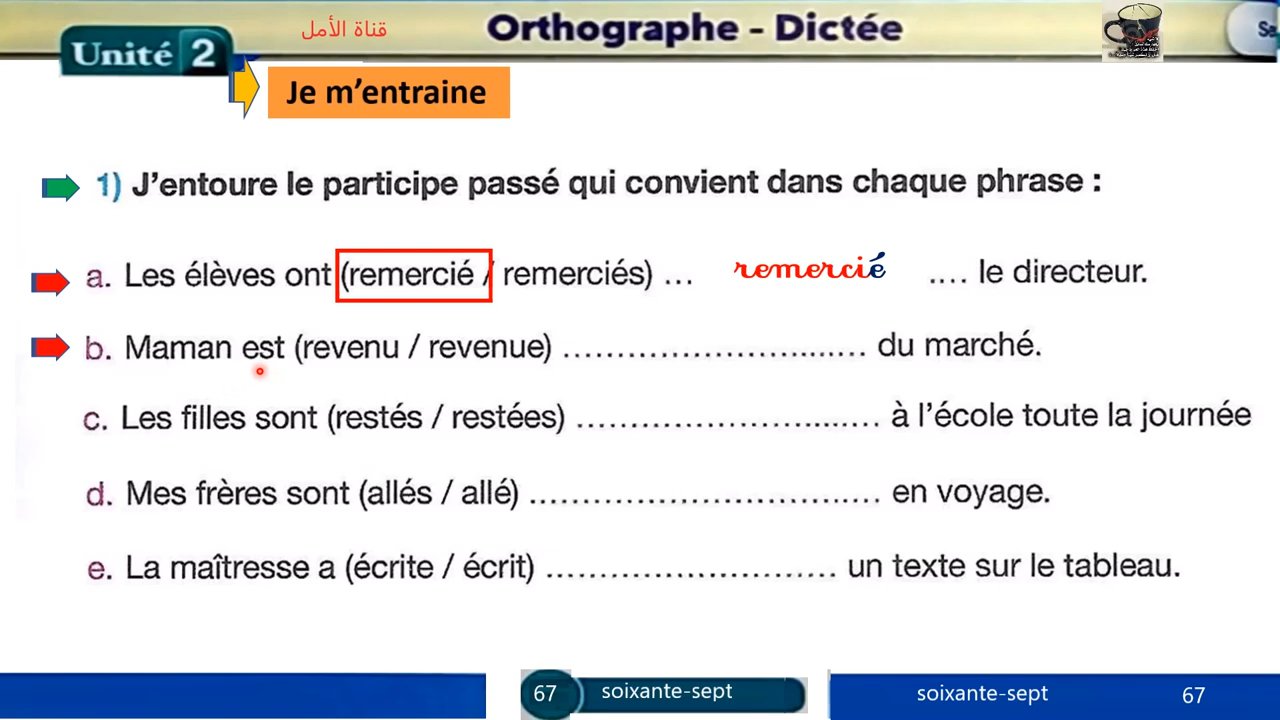 قناة الأمل
Orthographe - Dictée
Se
Unité 2
Je m’entraine
1) J’entoure le participe passé qui convient dans chaque phrase :
a. Les élèves ont (remercié / remerciés) ... remercié .... le directeur.
b. Maman est (revenu / revenue) ................................ du marché.
c. Les filles sont (restés / restées) ................................ à l’école toute la journée
d. Mes frères sont (allés / allé) ................................ en voyage.
e. La maîtresse a (écrite / écrit) ........................... un texte sur le tableau.
67 soixante-sept soixante-sept 67